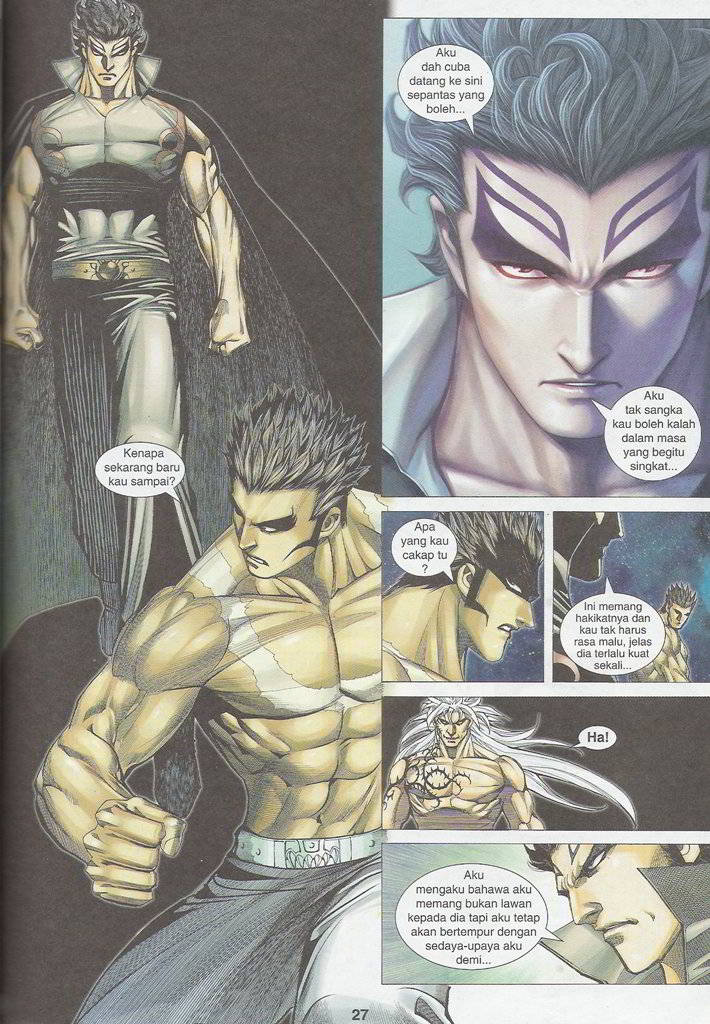 Kenapa
sekarang baru
kau sampai?
Aku
dah cuba
datang ke sini
sepantas yang
boleh...
Aku
tak sangka
kau boleh kalah
dalam masa
yang begitu
singkat...
Apa
yang kau
cakap tu
?
Ini memang
hakikatnya dan
kau tak harus
rasa malu, jelas
dia terlalu kuat
sekali...
Ha!
Aku
mengaku bahawa aku
memang bukan lawan
kepada dia tapi aku tetap
akan bertempur dengan
sedaya-upaya aku
demi...
27